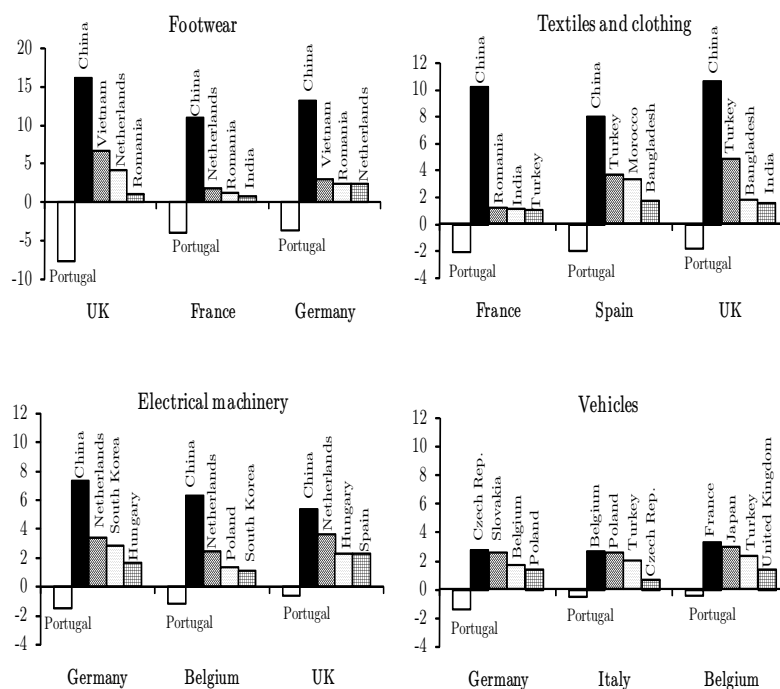 Footwear
20
15
10
5
0
-5
-10
China
Vietnam
Netherlands
Romania
Portugal
UK
China
Netherlands
Romania
India
Portugal
France
China
Vietnam
Romania
Netherlands
Portugal
Germany
Textiles and clothing
12
10
8
6
4
2
0
-2
-4
China
Romania
India
Turkey
Portugal
France
China
Turkey
Morocco
Bangladesh
Portugal
Spain
China
Turkey
Bangladesh
India
Portugal
UK
Electrical machinery
12
10
8
6
4
2
0
-2
-4
China
Netherlands
South Korea
Hungary
Portugal
Germany
China
Netherlands
Poland
South Korea
Portugal
Belgium
China
Netherlands
Hungary
Spain
Portugal
UK
Vehicles
12
10
8
6
4
2
0
-2
-4
Czech Rep.
Slovakia
Belgium
Poland
Portugal
Germany
Belgium
Poland
Turkey
Czech Rep.
Portugal
Italy
France
Japan
Turkey
United Kingdom
Portugal
Belgium